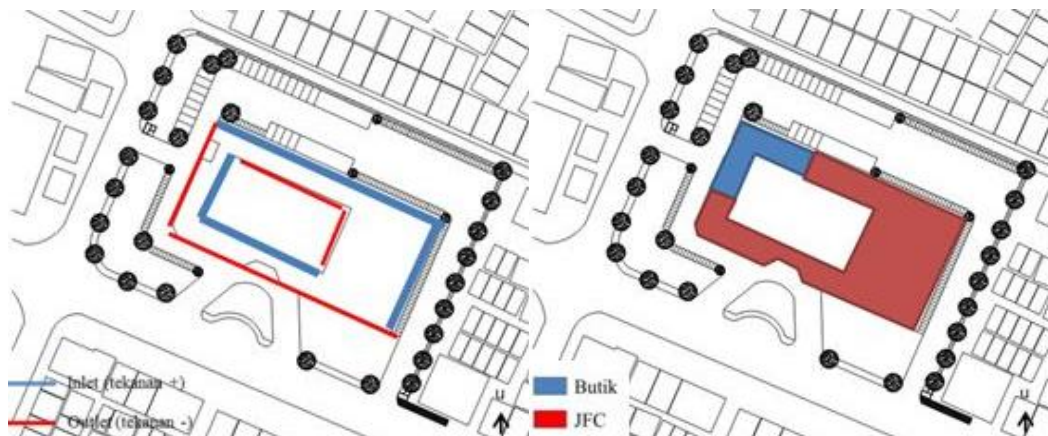 Inlet (tekanan +)
Outlet (tekanan -)
u
Butik
JFC
u